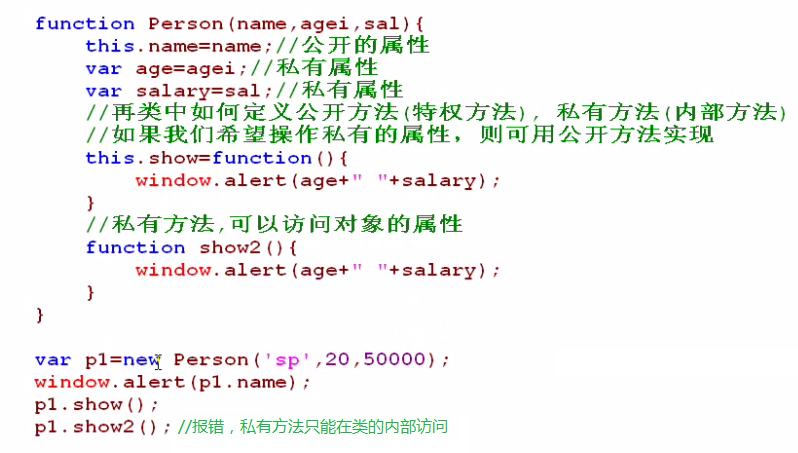 function Person(name,agei,sal){
this.name=name;//公开的属性
var age=agei;//私有属性
var salary=sal;//私有属性
//再类中如何定义公开方法(特权方法), 私有方法(内部方法)
//如果我们希望操作私有的属性, 则可用公开方法实现
this.show=function(){
window.alert(age+" "+salary);
}
//私有方法,可以访问对象的属性
function show2(){
window.alert(age+" "+salary);
}
}
var p1=new Person('sp',20,50000);
window.alert(p1.name);
p1.show();
p1.show2(); //报错，私有方法只能在类的内部访问